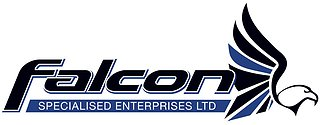 falcon
SPECIALISED ENTERPRISES LTD